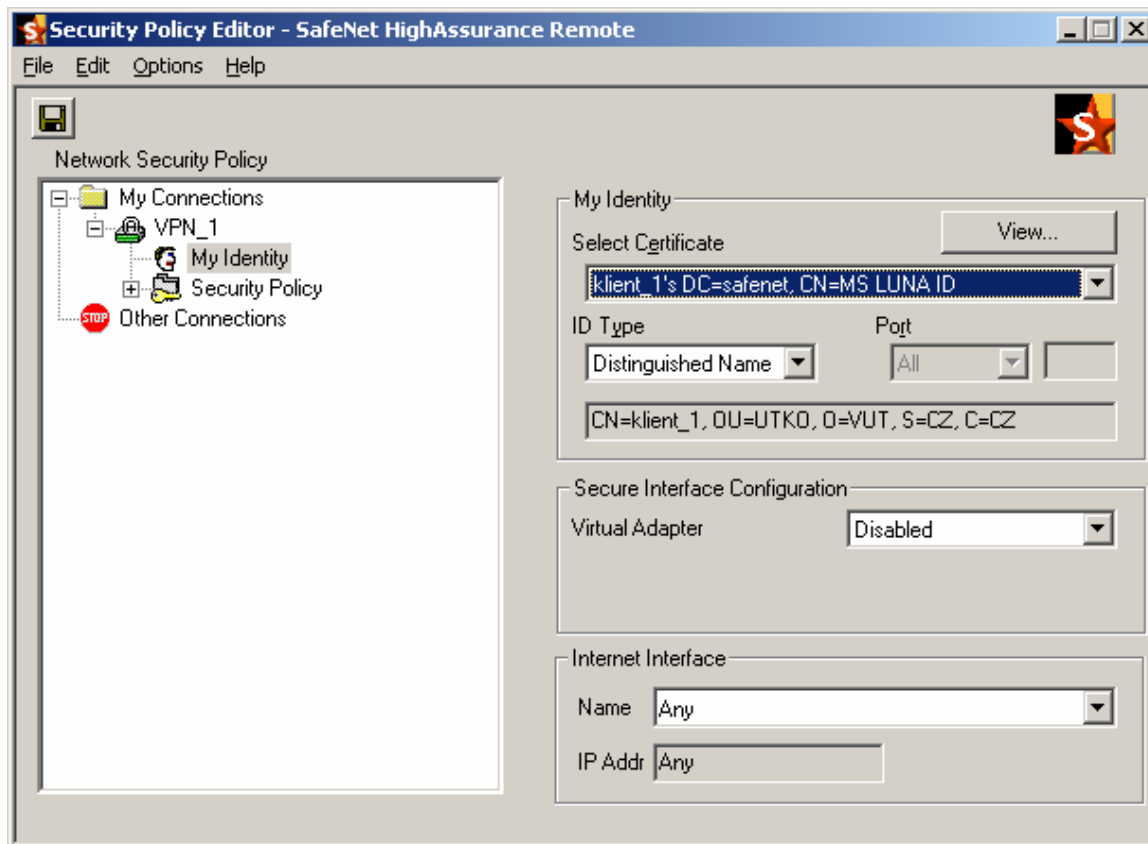 Security Policy Editor - SafeNet HighAssurance Remote
File Edit Options Help
S
Network Security Policy
My Connections
VPN_1
My Identity
Security Policy
STOP Other Connections
My Identity
View...
Select Certificate
klient_1's DC=safenet, CN=MS LUNA ID
ID Type Port
Distinguished Name All
CN=klient_1, OU=UTKO, O=VUT, S=CZ, C=CZ
Secure Interface Configuration
Virtual Adapter Disabled
Internet Interface
Name Any
IP Addr Any